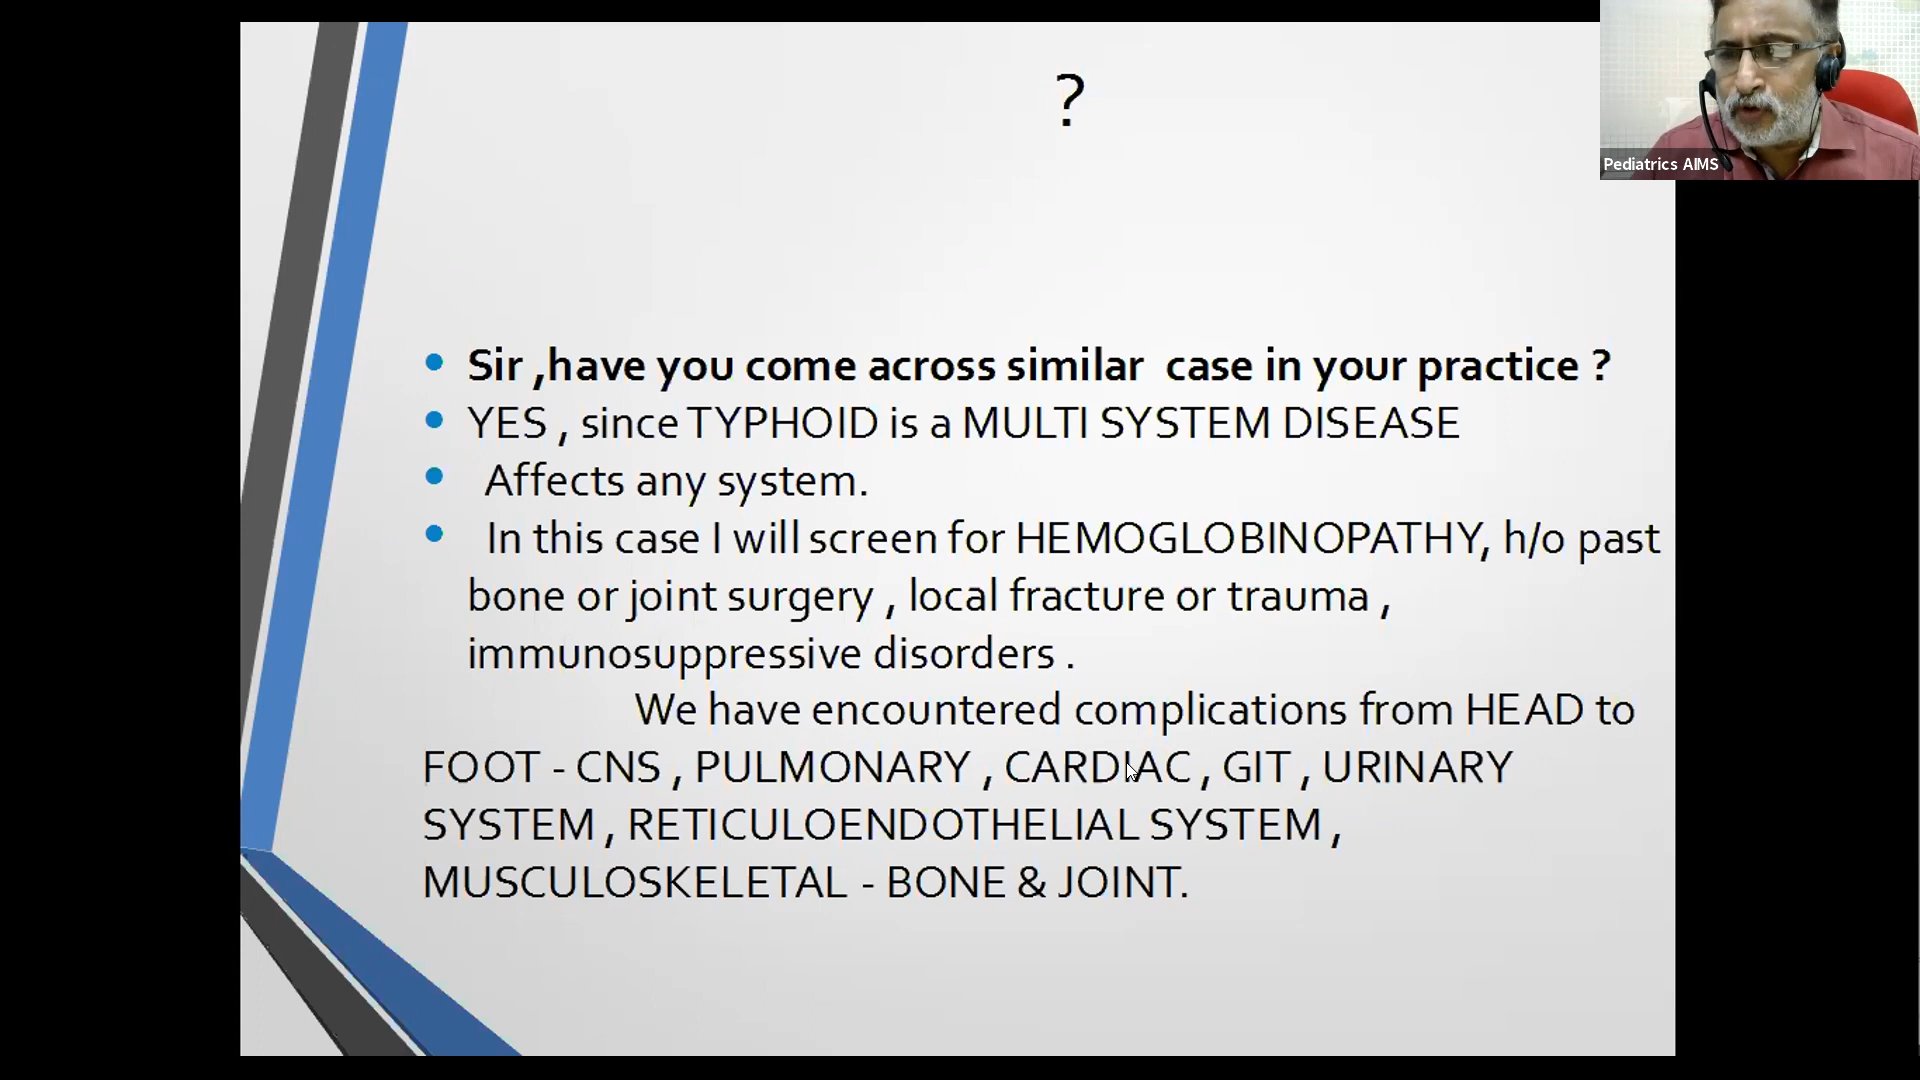 ?
Pediatrics AIMS
Sir ,have you come across similar case in your practice ?
YES , since TYPHOID is a MULTI SYSTEM DISEASE
Affects any system.
In this case I will screen for HEMOGLOBINOPATHY, h/o past
bone or joint surgery , local fracture or trauma ,
immunosuppressive disorders .
We have encountered complications from HEAD to
FOOT - CNS , PULMONARY , CARDIAC , GIT , URINARY
SYSTEM , RETICULOENDOTHELIAL SYSTEM ,
MUSCULOSKELETAL - BONE & JOINT.